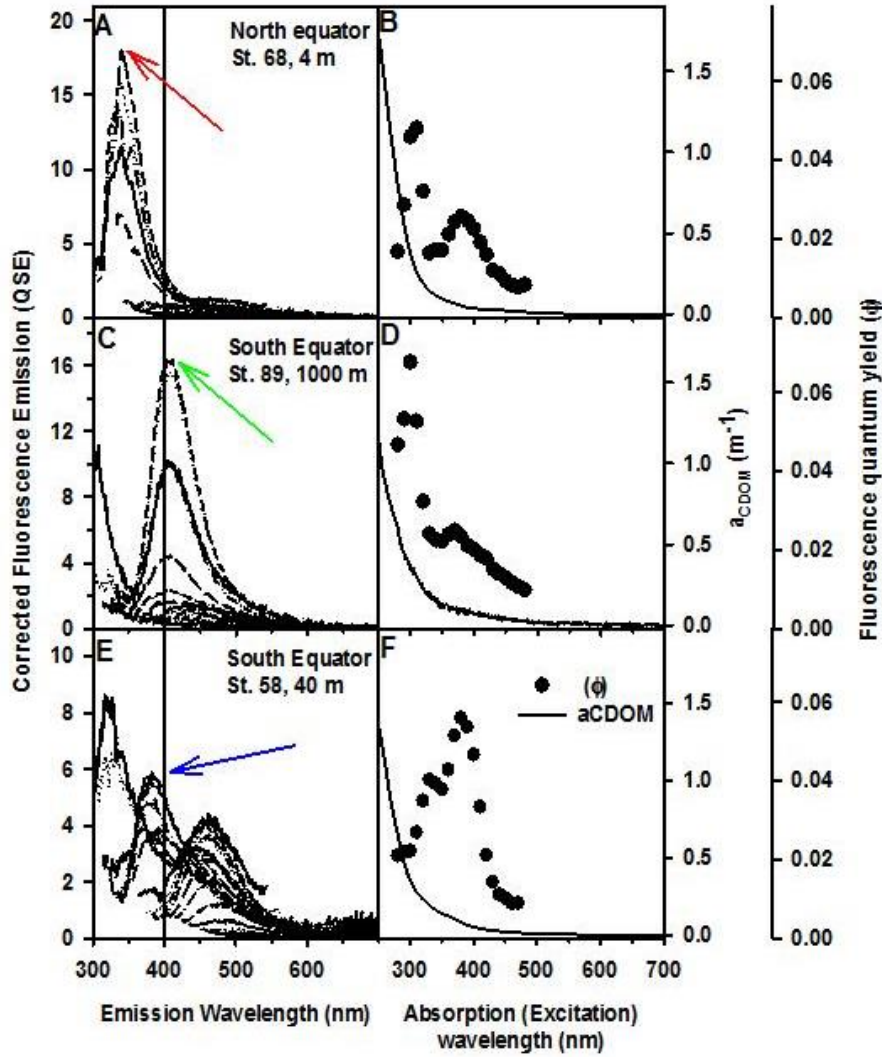 A
North equator
St. 68, 4 m
B
20
15
10
5
0
1.5
1.0
0.5
0.0
0.06
0.04
0.02
0.00
C
South Equator
St. 89, 1000 m
D
16
12
8
4
0
1.5
1.0
0.5
0.0
0.06
0.04
0.02
0.00
E
South Equator
St. 58, 40 m
F
(ϕ)
aCDOM
10
8
6
4
2
0
1.5
1.0
0.5
0.0
0.06
0.04
0.02
0.00
300 400 500 600
300 400 500 600 700
Emission Wavelength (nm)
Absorption (Excitation)
wavelength (nm)
Corrected Fluorescence Emission (QSE)
aCDOM (m-1)
Fluorescence quantum yleld (ϕ)